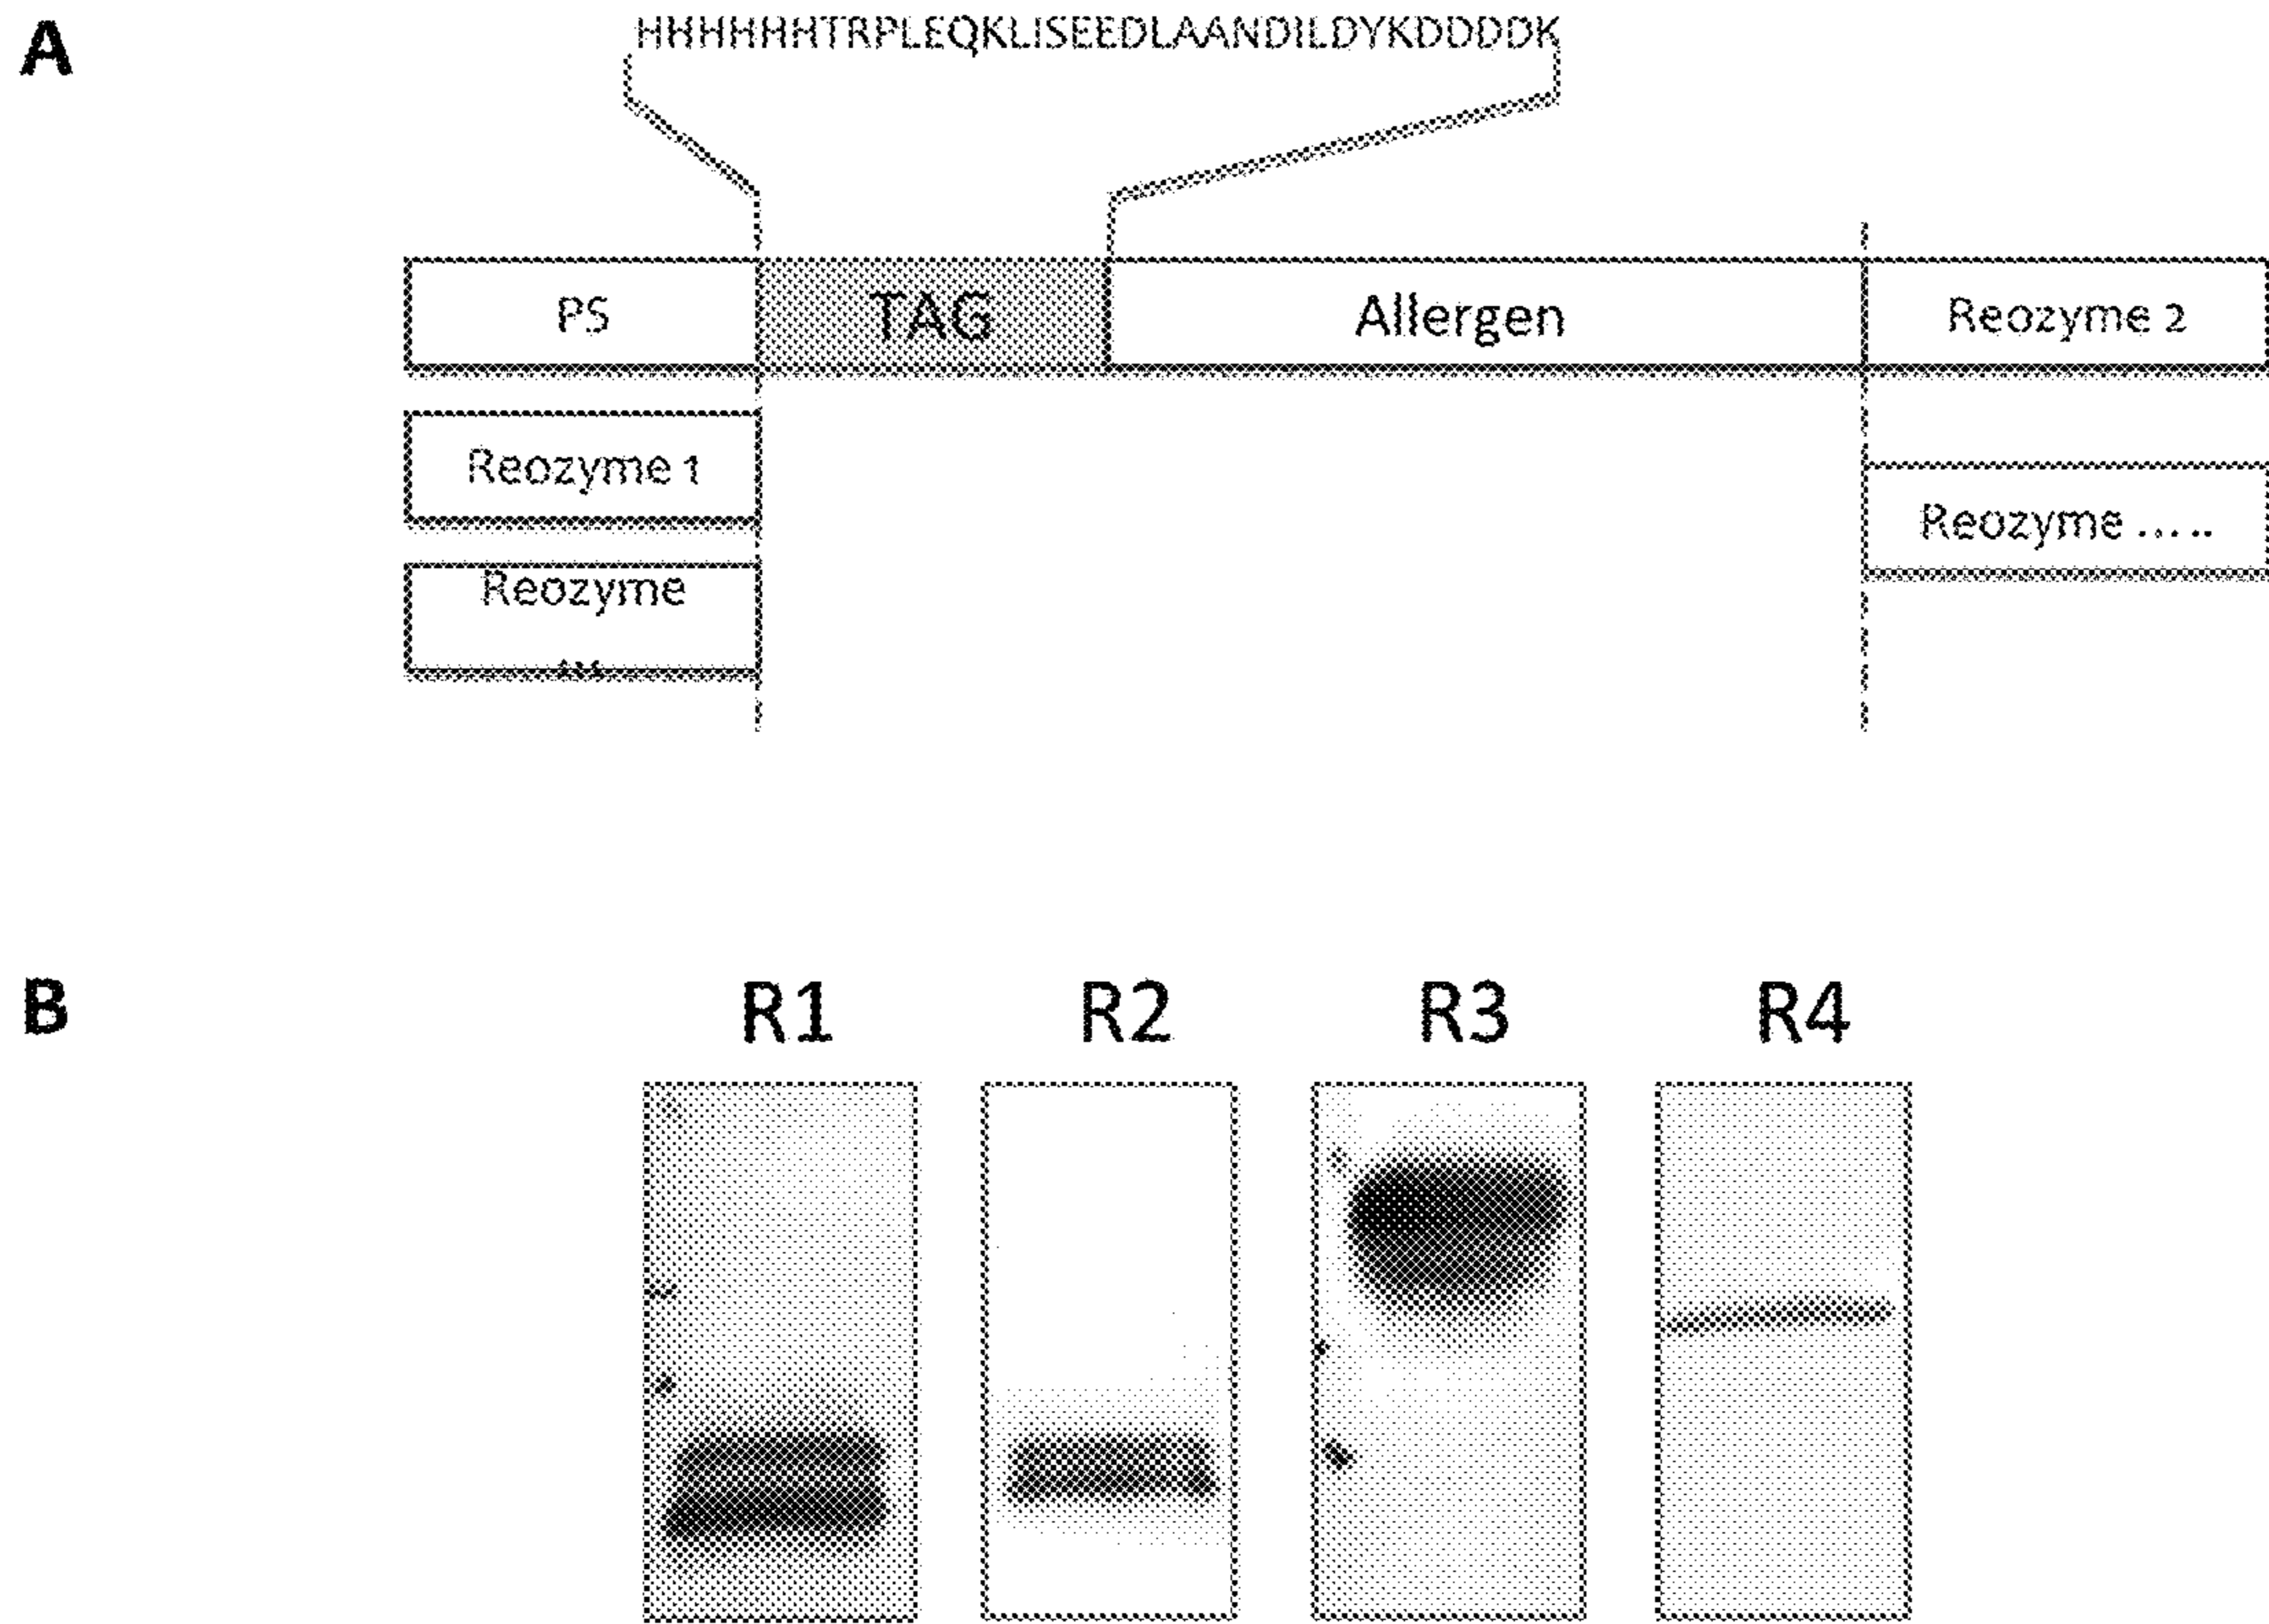 A
HHHHHHTRPLEQKLISEEDLAANDILDYKDDDDK
PS
TAG
Allergen
Reozyme 2
Reozyme 1
Reozyme .....
Reozyme
...
B
R1
R2
R3
R4